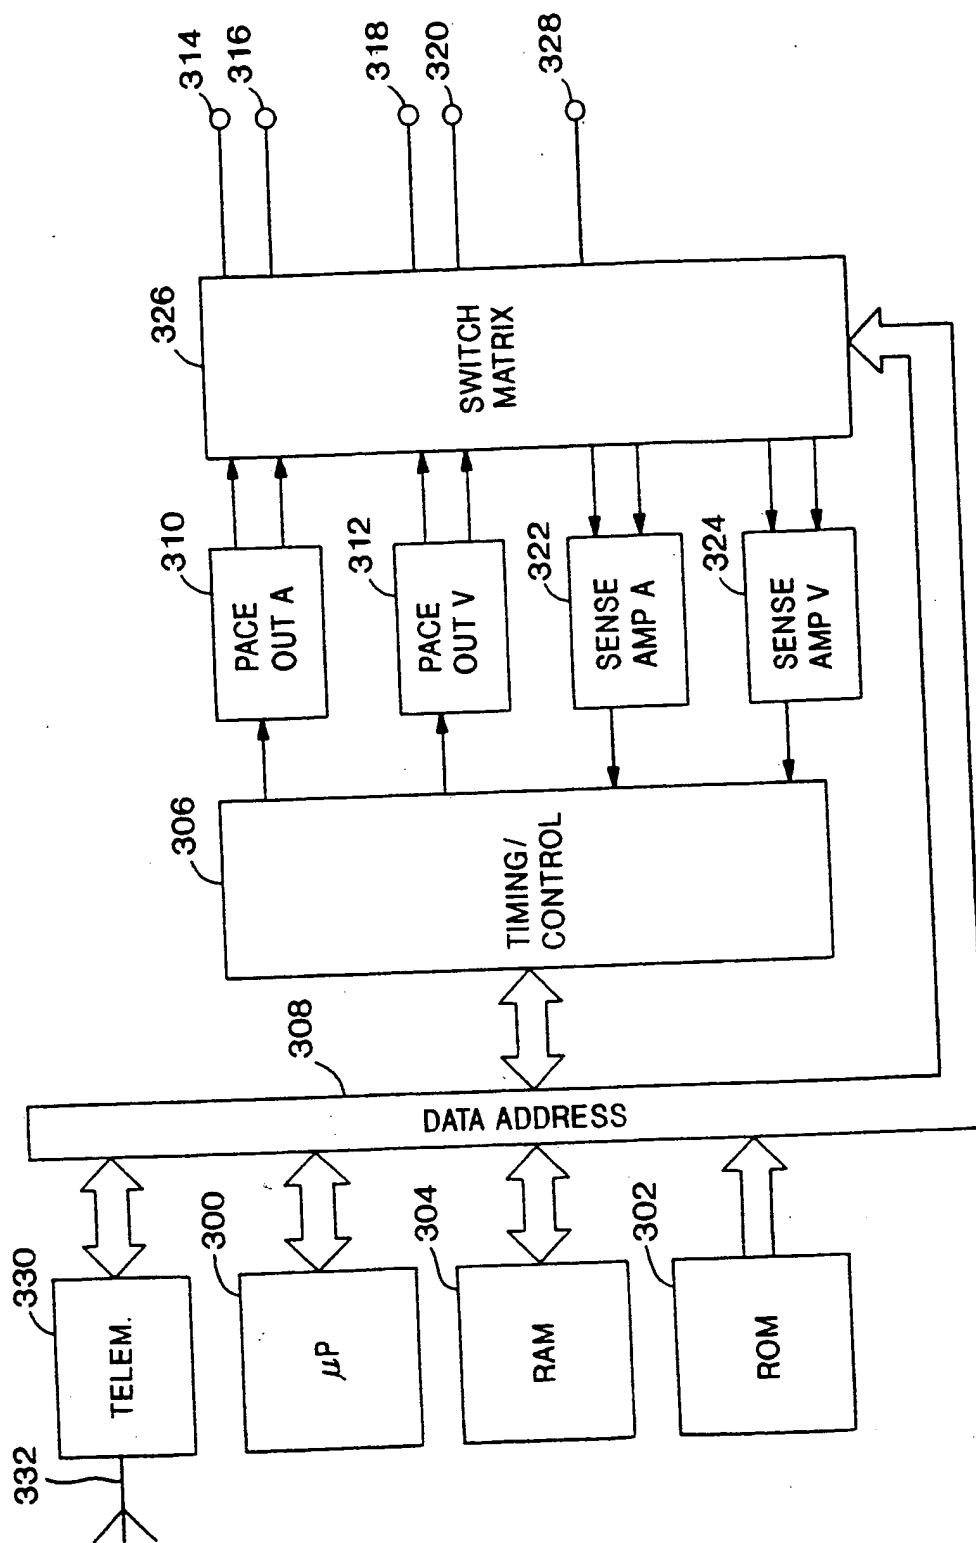 332
330
TELEM.
300
μP
304
RAM
302
ROM
308
DATA ADDRESS
306
TIMING/
CONTROL
310
PACE
OUT A
312
PACE
OUT V
322
SENSE
AMP A
324
SENSE
AMP V
326
SWITCH
MATRIX
314
316
318
320
328